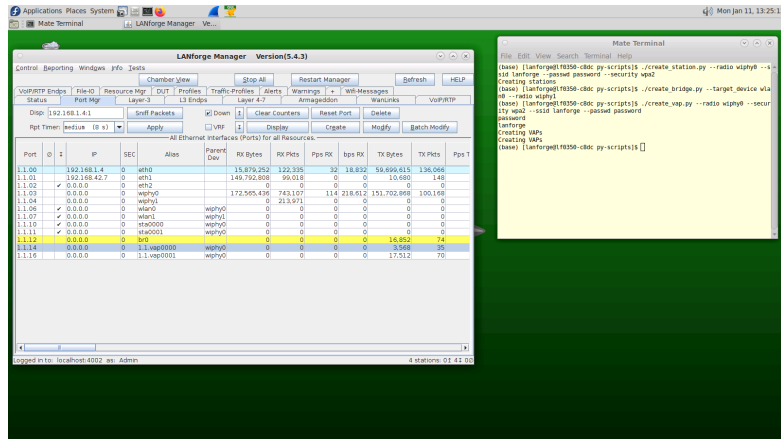 Applications Places System
Mon Jan 11, 13:25:1
Mate Terminal
LANforge Manager Ve...
LANforge Manager Version(5.4.3)
Control Reporting Windows Info Tests
Chamber View Stop All Restart Manager Refresh HELP
VoIP/RTP Endps File-IO Resource Mgr DUT Profiles Traffic-Profiles Alerts Warnings + Wifi-Messages
Status Port Mgr Layer-3 L3 Endps Layer 4-7 Armageddon WanLinks VoIP/RTP
Disp: 192.168.1.4:1 Sniff Packets Down Clear Counters Reset Port Delete
Rpt Timer: medium (8 s) Apply VRF Display Create Modify Batch Modify
All Ethernet Interfaces (Ports) for all Resources.
Port IP SEC Alias Parent Dev RX Bytes RX Pkts Pps RX bps RX TX Bytes TX Pkts Pps T
1.1.00 192.168.1.4 0 eth0 15,879,252 122,335 32 18,832 59,699,615 136,066
1.1.01 192.168.42.7 0 eth1 149,792,808 99,018 0 0 10,680 148
1.1.02 ✔ 0.0.0.0 0 eth2 0 0 0 0 0 0
1.1.03 0.0.0.0 0 wiphy0 172,565,436 743,107 114 218,612 151,702,868 100,168
1.1.04 0.0.0.0 0 wiphy1 0 213,971 0 0 0 0
1.1.06 ✔ 0.0.0.0 0 wlan0 wiphy0 0 0 0 0 0 0
1.1.07 ✔ 0.0.0.0 0 wlan1 wiphy1 0 0 0 0 0 0
1.1.10 ✔ 0.0.0.0 0 sta0000 wiphy0 0 0 0 0 0 0
1.1.11 ✔ 0.0.0.0 0 sta0001 wiphy0 0 0 0 0 0 0
1.1.12 0.0.0.0 0 br0 0 0 0 0 16,852 74
1.1.14 0.0.0.0 0 1.1.vap0000 wiphy0 0 0 0 0 3,568 35
1.1.16 0.0.0.0 0 1.1.vap0001 wiphy0 0 0 0 0 17,512 70
Logged in to: localhost:4002 as: Admin
Mate Terminal
File Edit View Search Terminal Help
(base) [lanforge@lf0350-c8dc py-scripts]$ ./create_station.py --radio wiphy0 --s
sid lanforge --passwd password --security wpa2
Creating stations
(base) [lanforge@lf0350-c8dc py-scripts]$ ./create_bridge.py --target_device wla
n0 --radio wiphy1
(base) [lanforge@lf0350-c8dc py-scripts]$ ./create_vap.py --radio wiphy0 --secur
ity wpa2 --ssid lanforge --passwd password
password
lanforge
Creating VAPs
Creating VAPs
(base) [lanforge@lf0350-c8dc py-scripts]$